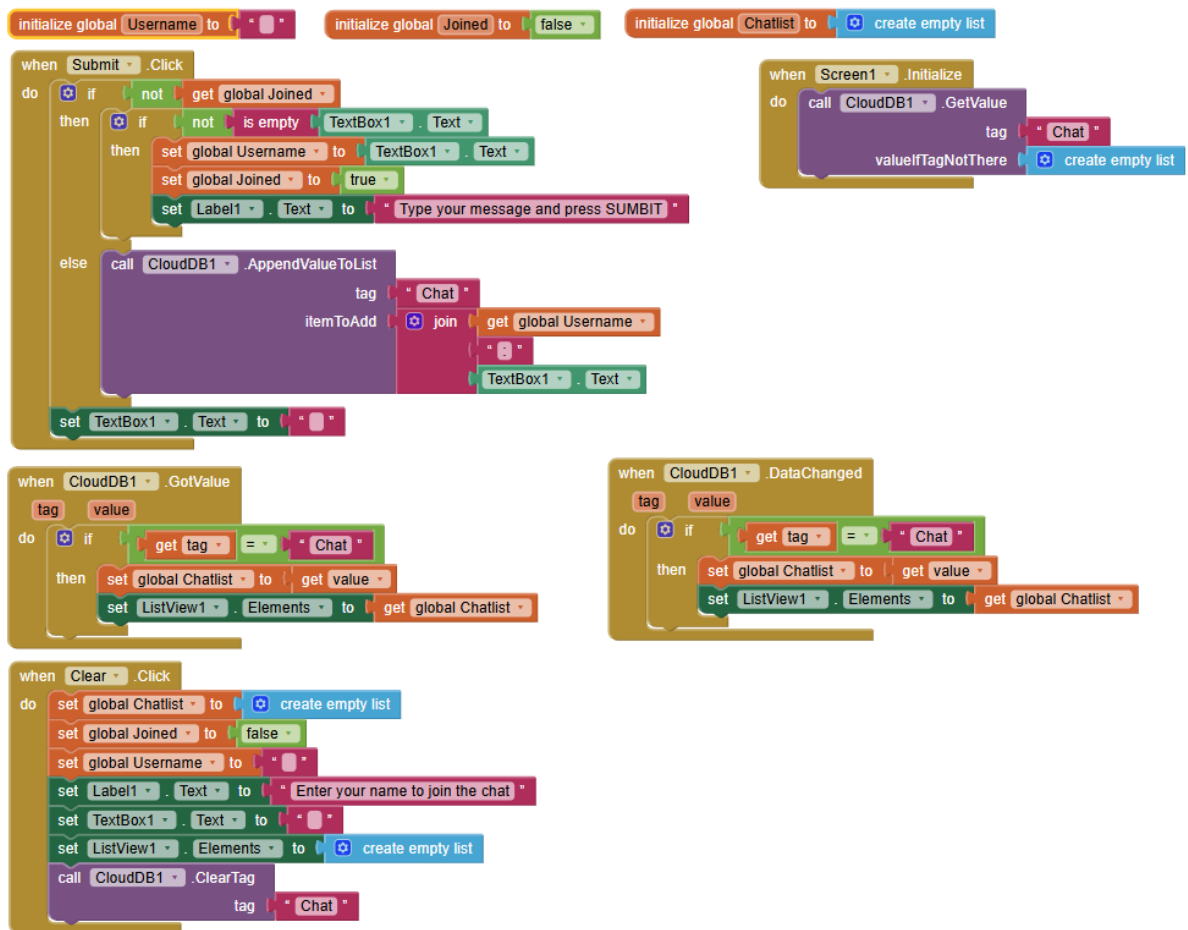 initialize global Username to " "
initialize global Joined to false
initialize global Chatlist to create empty list
when Submit .Click
do if not get global Joined
then if not is empty TextBox1 . Text
then set global Username to TextBox1 . Text
set global Joined to true
set Label1 . Text to " Type your message and press SUMBIT "
else call CloudDB1 .AppendValueToList
tag " Chat "
itemToAdd join get global Username
" : "
TextBox1 . Text
set TextBox1 . Text to " "
when Screen1 .Initialize
do call CloudDB1 .GetValue
tag " Chat "
valueIfTagNotThere create empty list
when CloudDB1 .GotValue
tag value
do if get tag = " Chat "
then set global Chatlist to get value
set ListView1 . Elements to get global Chatlist
when CloudDB1 .DataChanged
tag value
do if get tag = " Chat "
then set global Chatlist to get value
set ListView1 . Elements to get global Chatlist
when Clear .Click
do set global Chatlist to create empty list
set global Joined to false
set global Username to " "
set Label1 . Text to " Enter your name to join the chat "
set TextBox1 . Text to " "
set ListView1 . Elements to create empty list
call CloudDB1 .ClearTag
tag " Chat "